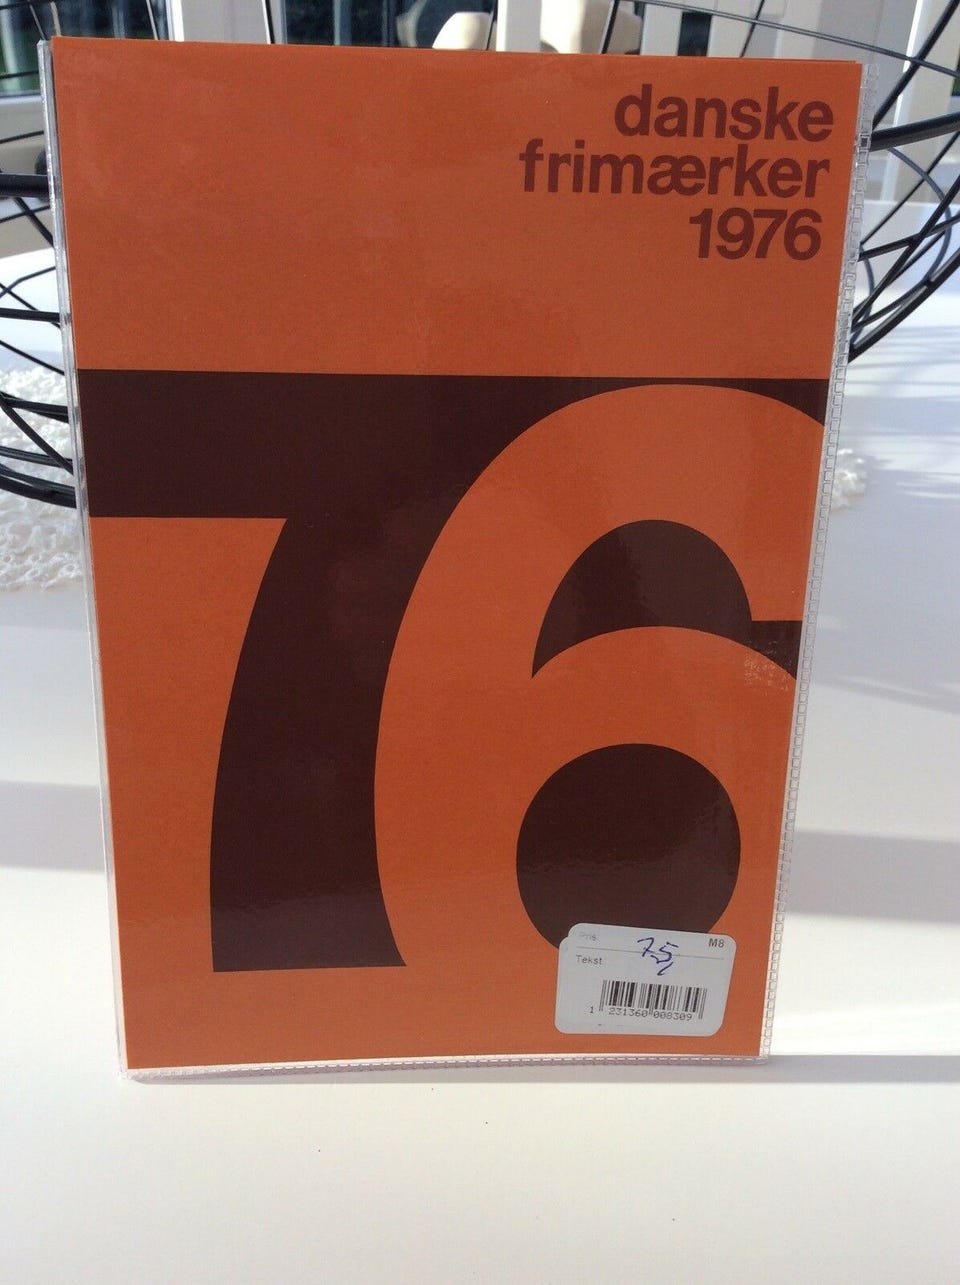 danske
frimærker
1976
76
Pris: 75
M8
Tekst
1 231360 008309